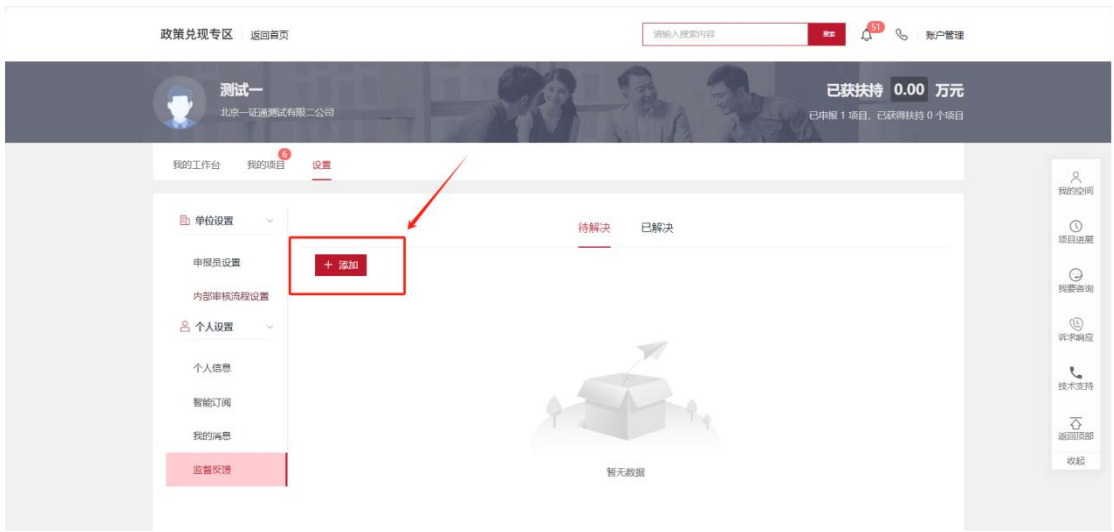 政策兑现专区 返回首页 请输入搜索内容 搜索 51 账户管理
测试一 已获扶持 0.00 万元
北京一证通测试有限二公司 已申报 1 项目，已获得扶持 0 个项目
我的工作台 我的项目 6 设置
我的空间
单位设置 待解决 已解决
项目进展
申报员设置 + 添加
我要咨询
内部审核流程设置
个人设置
诉求响应
个人信息
技术支持
智能订阅
我的消息
返回顶部
监督反馈 暂无数据
收起